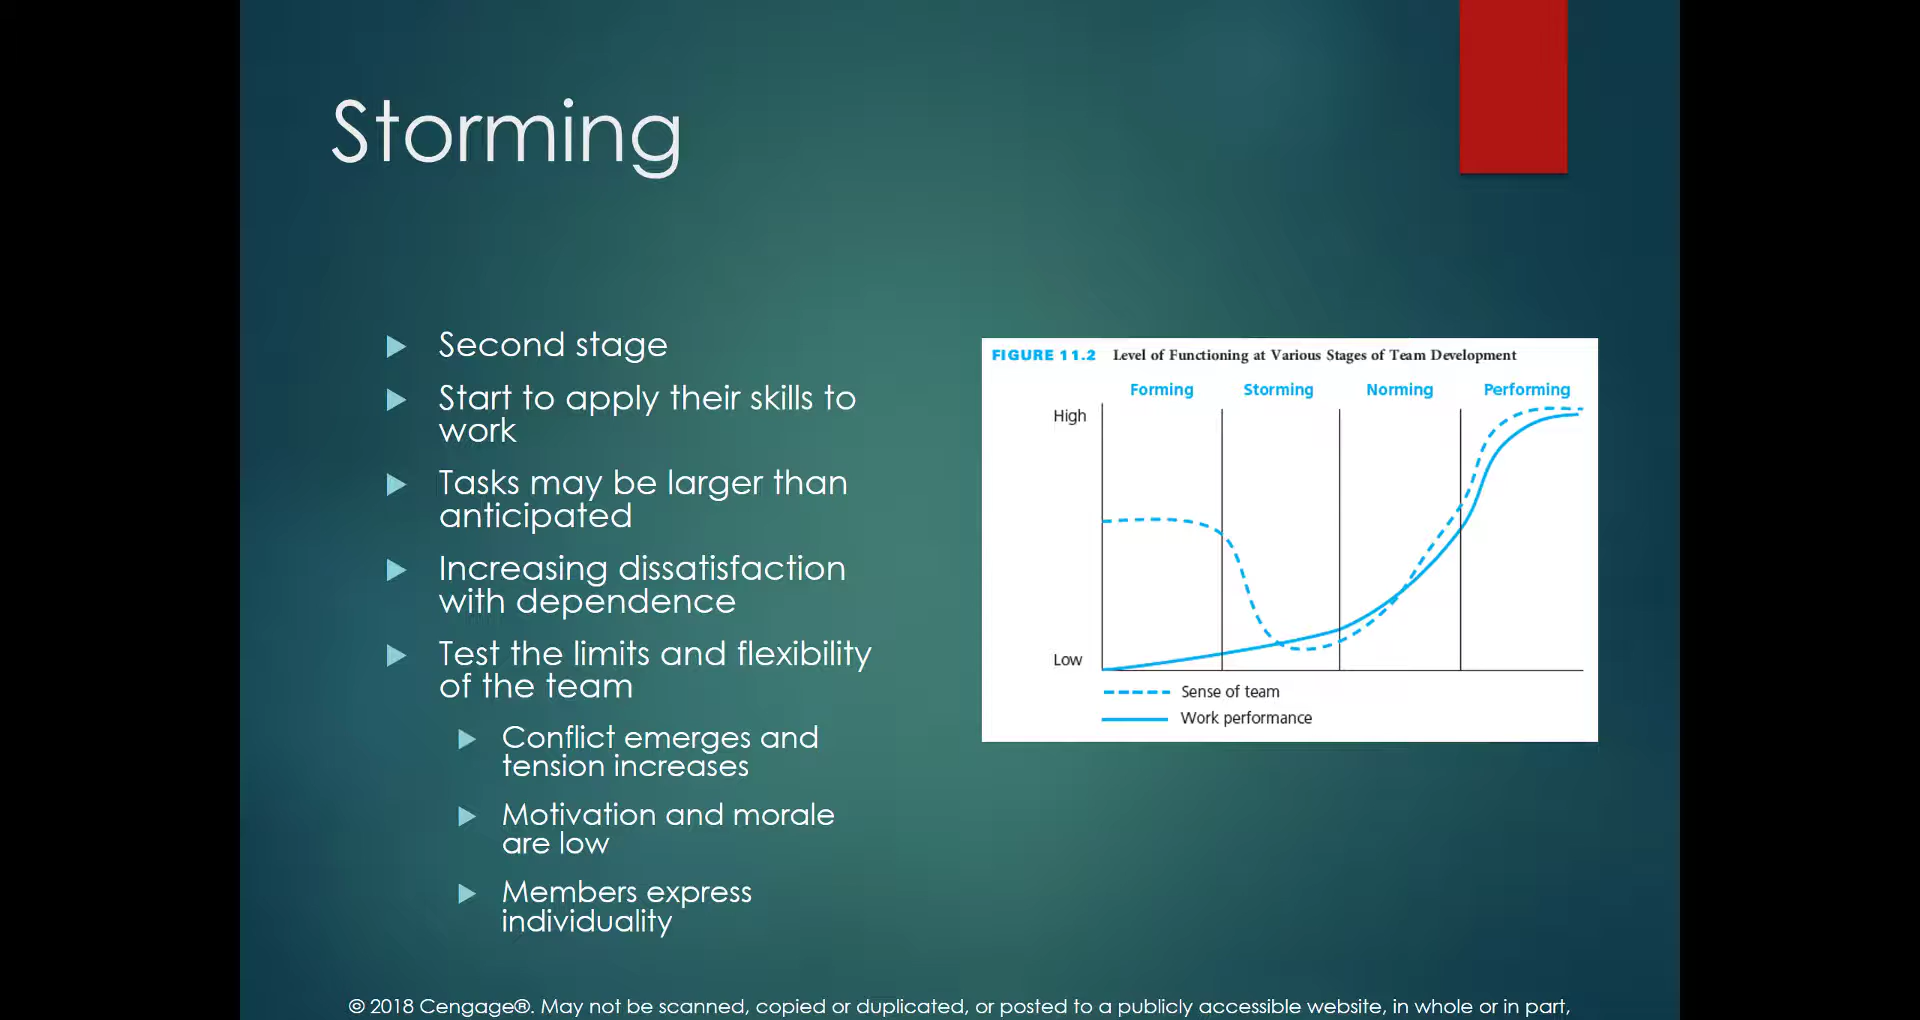 Storming
Second stage
Start to apply their skills to
work
Tasks may be larger than
anticipated
Increasing dissatisfaction
with dependence
Test the limits and flexibility
of the team
Conflict emerges and
tension increases
Motivation and morale
are low
Members express
individuality
FIGURE 11.2 Level of Functioning at Various Stages of Team Development
Forming Storming Norming Performing
High
Low
Sense of team
Work performance
© 2018 Cengage®. May not be scanned, copied or duplicated, or posted to a publicly accessible website, in whole or in part,